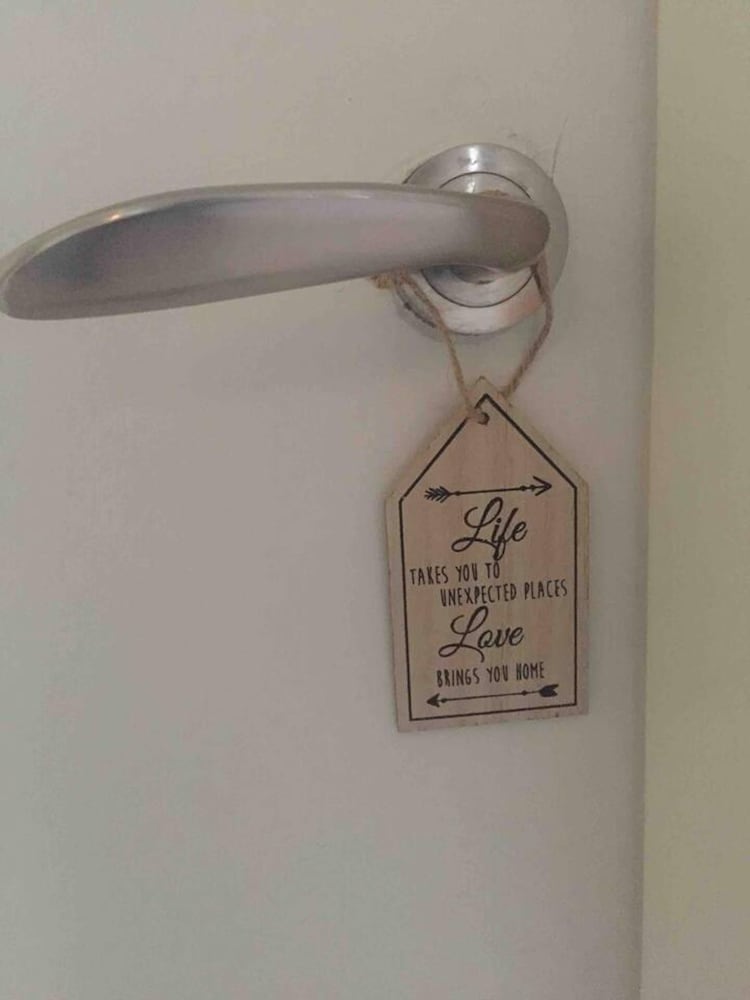 Life
TAKES YOU TO
UNEXPECTED PLACES
Love
BRINGS YOU HOME